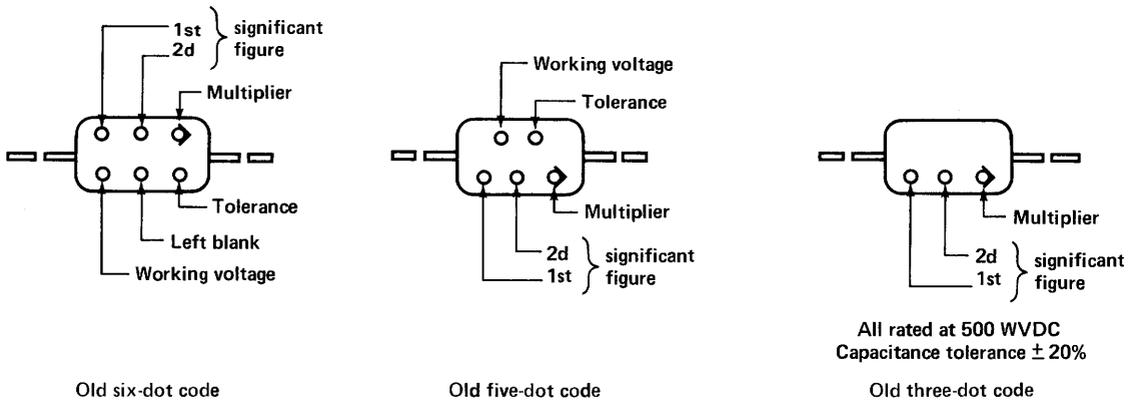 1st
2d
significant
figure
Multiplier
Tolerance
Left blank
Working voltage
Old six-dot code
Working voltage
Tolerance
Multiplier
2d
1st
significant
figure
Old five-dot code
Multiplier
2d
1st
significant
figure
All rated at 500 WVDC
Capacitance tolerance ± 20%
Old three-dot code